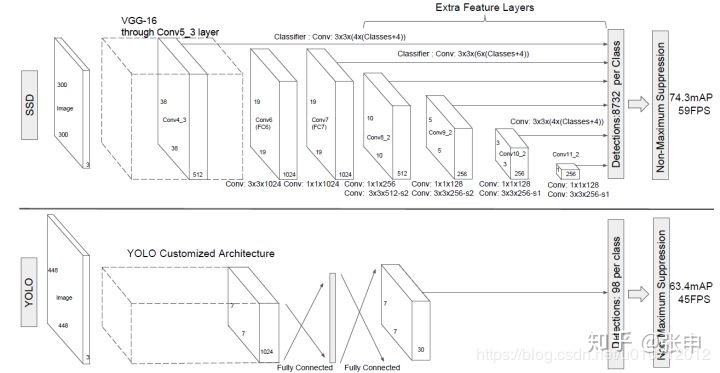 Extra Feature Layers
VGG-16
through Conv5_3 layer
Classifier : Conv: 3x3x(4x(Classes+4))
Classifier : Conv: 3x3x(6x(Classes+4))
SSD
300
Image
300
3
38
Conv4_3
38
512
19
Conv6
(FC6)
19
1024
19
Conv7
(FC7)
19
1024
10
Conv8_2
10
512
5
Conv9_2
5
256
Conv: 3x3x(4x(Classes+4))
3
Conv10_2
3
256
Conv11_2
1
256
Conv: 3x3x1024
Conv: 1x1x1024
Conv: 1x1x256
Conv: 3x3x512-s2
Conv: 1x1x128
Conv: 3x3x256-s2
Conv: 1x1x128
Conv: 3x3x256-s1
Conv: 1x1x128
Conv: 3x3x256-s1
Detections:8732 per Class
Non-Maximum Suppression
74.3mAP
59FPS
YOLO
448
Image
448
3
YOLO Customized Architecture
7
7
1024
Fully Connected
Fully Connected
7
7
30
Detections: 98 per class
Non-Maximum Suppression
63.4mAP
45FPS
知乎 @张申